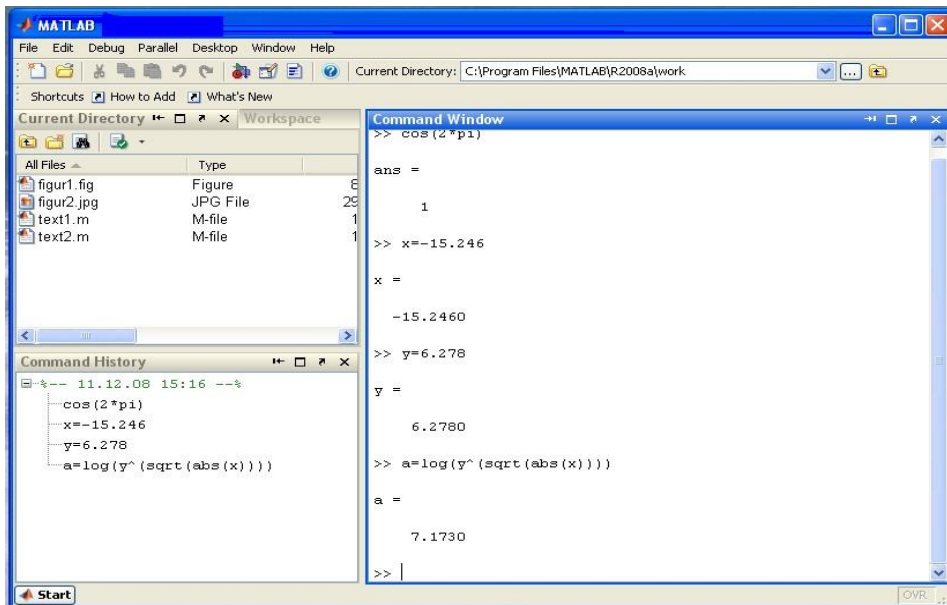 MATLAB
File Edit Debug Parallel Desktop Window Help
Current Directory: C:\Program Files\MATLAB\R2008a\work
Shortcuts How to Add What's New
Current Directory Workspace
All Files Type
figur1.fig Figure 8
figur2.jpg JPG File 29
text1.m M-file 1
text2.m M-file 1
Command History
%-- 11.12.08 15:16 --%
cos(2*pi)
x=-15.246
y=6.278
a=log(y^(sqrt(abs(x))))
Command Window
>> cos(2*pi)
ans =
1
>> x=-15.246
x =
-15.2460
>> y=6.278
y =
6.2780
>> a=log(y^(sqrt(abs(x))))
a =
7.1730
>>
Start
OVR